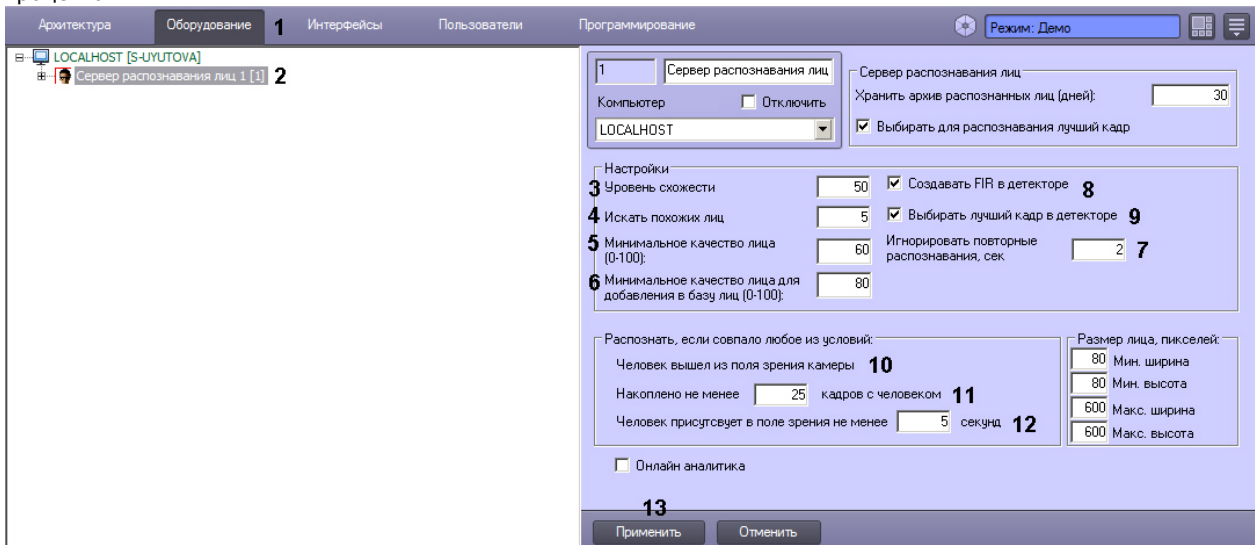 Архитектура Оборудование 1 Интерфейсы Пользователи Программирование Режим: Демо
LOCALHOST [S-UYUTOVA]
Сервер распознавания лиц 1 [1] 2
1 Сервер распознавания лиц
Компьютер Отключить
LOCALHOST
Сервер распознавания лиц
Хранить архив распознанных лиц (дней): 30
Выбирать для распознавания лучший кадр
Настройки
3 Уровень схожести 50 Создавать FIR в детекторе 8
4 Искать похожих лиц 5 Выбирать лучший кадр в детекторе 9
5 Минимальное качество лица
(0-100): 60
Игнорировать повторные
распознавания, сек 2 7
6 Минимальное качество лица для
добавления в базу лиц (0-100): 80
Распознать, если совпало любое из условий:
Человек вышел из поля зрения камеры 10
Накоплено не менее 25 кадров с человеком 11
Человек присутсвует в поле зрения не менее 5 секунд 12
Размер лица, пикселей:
80 Мин. ширина
80 Мин. высота
600 Макс. ширина
600 Макс. высота
Онлайн аналитика
13
Применить Отменить